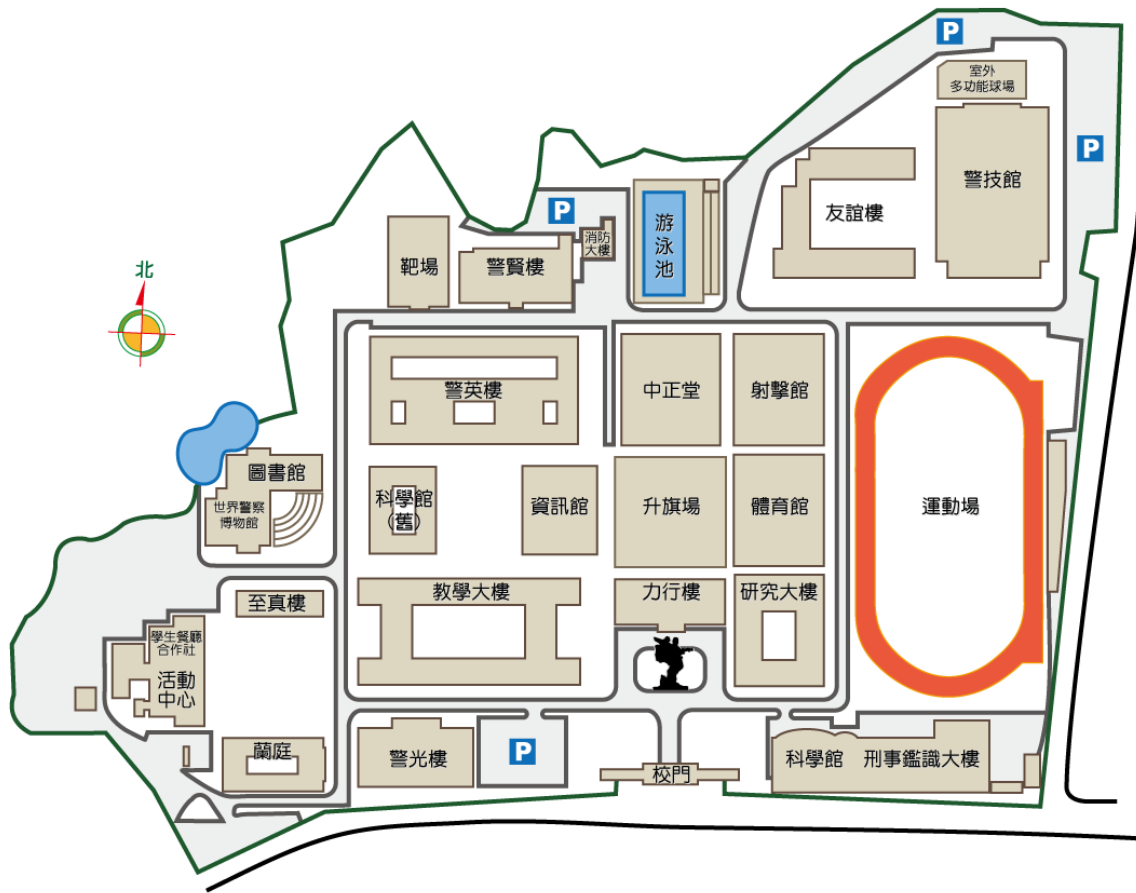 P
室外
多功能球場
P
警技館
友誼樓
P
消防
大樓
游泳池
靶場
警賢樓
北
警英樓
中正堂
射擊館
圖書館
世界警察
博物館
科學館
(舊)
資訊館
升旗場
體育館
運動場
教學大樓
力行樓
研究大樓
至真樓
學生餐廳
合作社
活動
中心
蘭庭
警光樓
P
校門
科學館
刑事鑑識大樓